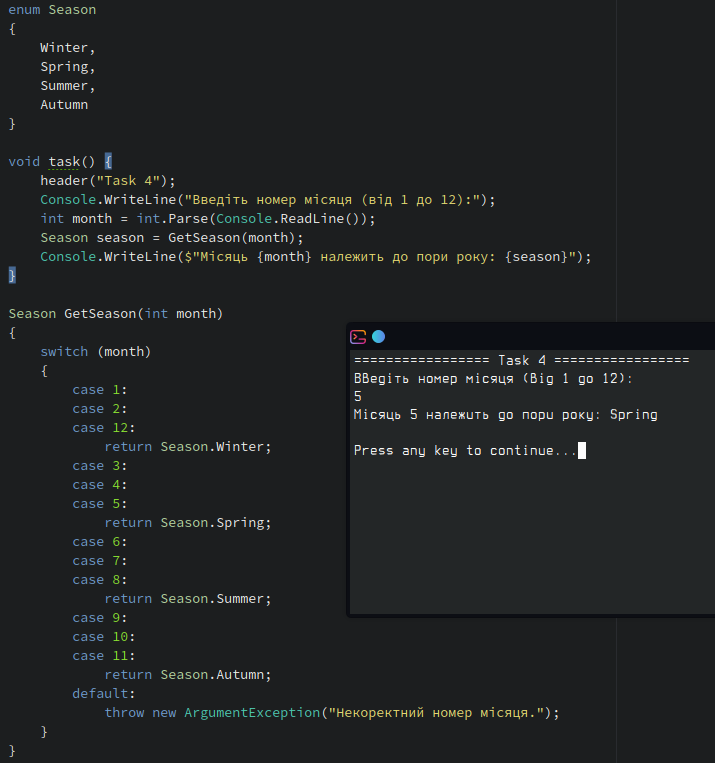 enum Season
{
    Winter,
    Spring,
    Summer,
    Autumn
}

void task() {
    header("Task 4");
    Console.WriteLine("Введіть номер місяця (від 1 до 12):");
    int month = int.Parse(Console.ReadLine());
    Season season = GetSeason(month);
    Console.WriteLine($"Місяць {month} належить до пори року: {season}");
}

Season GetSeason(int month)
{
    switch (month)
    {
        case 1:
        case 2:
        case 12:
            return Season.Winter;
        case 3:
        case 4:
        case 5:
            return Season.Spring;
        case 6:
        case 7:
        case 8:
            return Season.Summer;
        case 9:
        case 10:
        case 11:
            return Season.Autumn;
        default:
            throw new ArgumentException("Некоректний номер місяця.");
    }
}

================= Task 4 =================
Введіть номер місяця (від 1 до 12):
5
Місяць 5 належить до пори року: Spring

Press any key to continue...